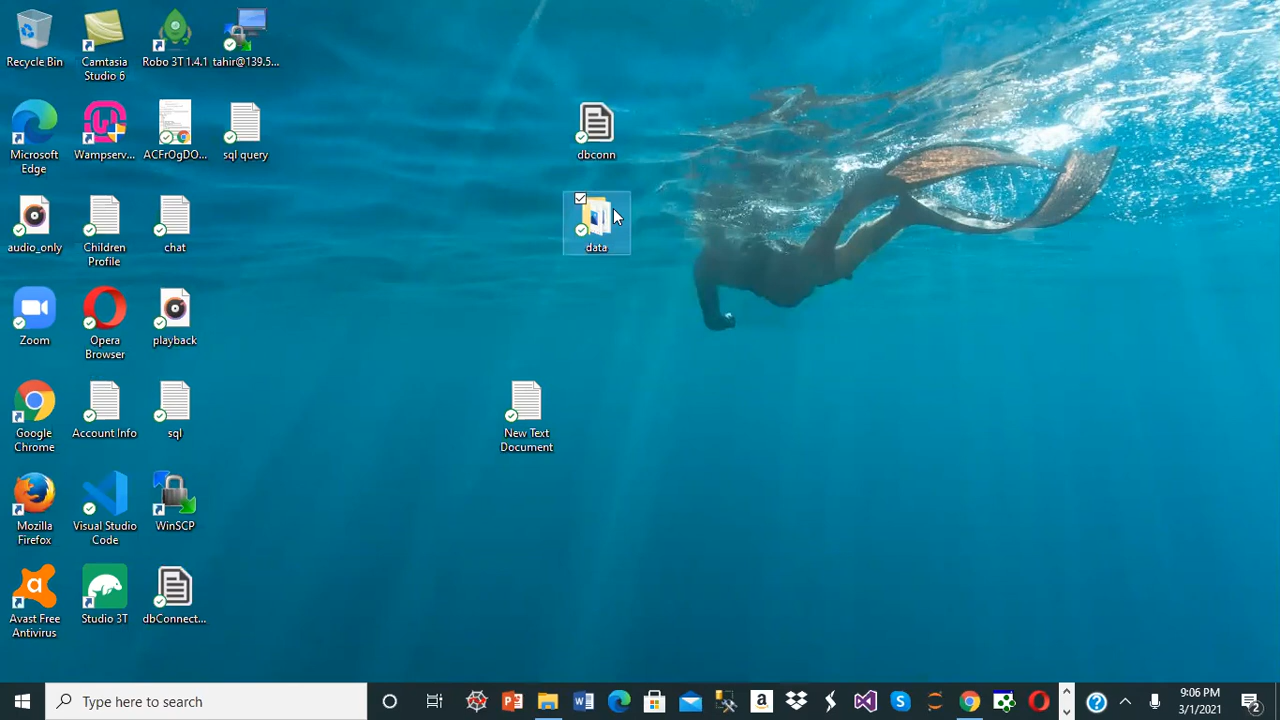 Recycle Bin
Camtasia
Studio 6
Robo 3T 1.4.1
tahir@139.5...
Microsoft
Edge
Wampserv...
ACFrOgDO...
sql query
dbconn
audio_only
Children
Profile
chat
data
Zoom
Opera
Browser
playback
Google
Chrome
Account Info
sql
New Text
Document
Mozilla
Firefox
Visual Studio
Code
WinSCP
Avast Free
Antivirus
Studio 3T
dbConnect...
Type here to search
9:06 PM
3/1/2021
2